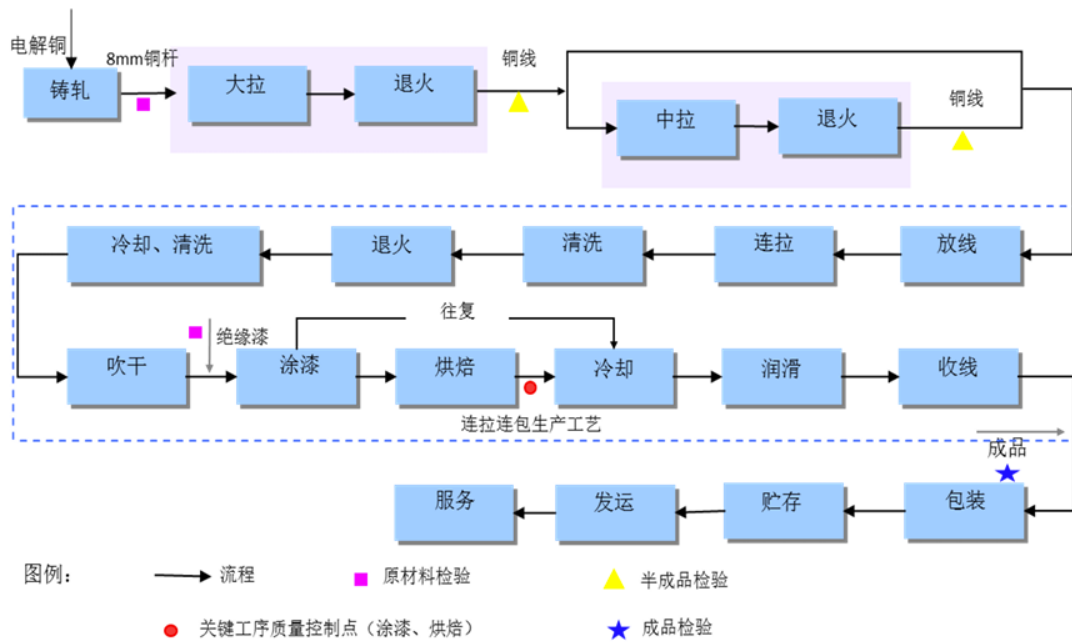 电解铜
8mm铜杆
铸轧
大拉
退火
铜线
中拉
退火
铜线
冷却、清洗
退火
清洗
连拉
放线
往复
绝缘漆
吹干
涂漆
烘焙
冷却
润滑
收线
连拉连包生产工艺
成品
服务
发运
贮存
包装
图例：
流程
原材料检验
半成品检验
关键工序质量控制点（涂漆、烘焙）
成品检验